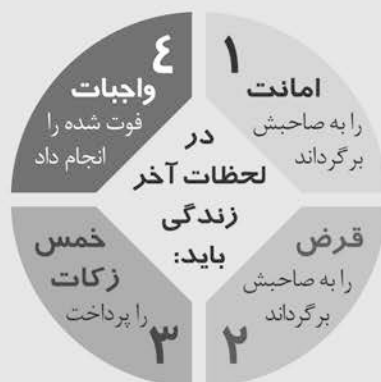 در
لحظات آخر
زندگی
باید:
۱
امانت
را به صاحبش
برگرداند
قرض
را به صاحبش
برگرداند
۲
خمس
زکات
را پرداخت
۳
۴
واجبات
فوت شده را
انجام داد